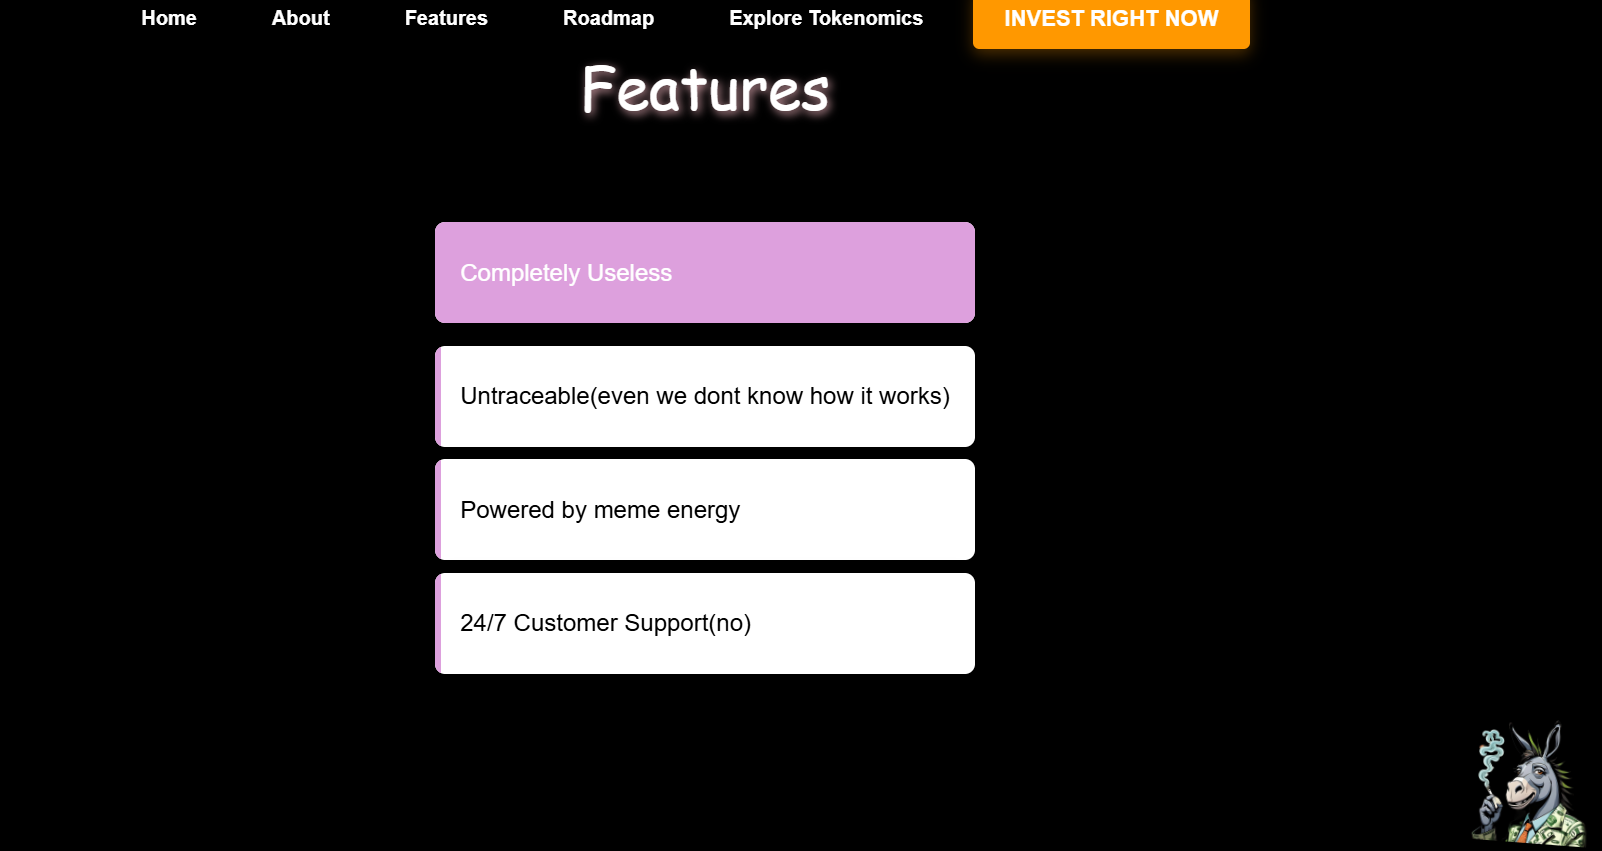 Home About Features Roadmap Explore Tokenomics INVEST RIGHT NOW
Features
Completely Useless
Untraceable(even we dont know how it works)
Powered by meme energy
24/7 Customer Support(no)